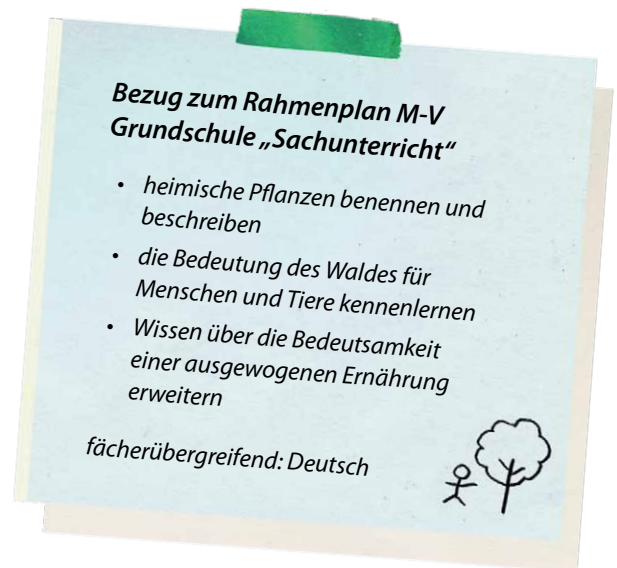 Bezug zum Rahmenplan M-V
Grundschule „Sachunterricht“
• heimische Pflanzen benennen und
beschreiben
• die Bedeutung des Waldes für
Menschen und Tiere kennenlernen
• Wissen über die Bedeutsamkeit
einer ausgewogenen Ernährung
erweitern
fächerübergreifend: Deutsch